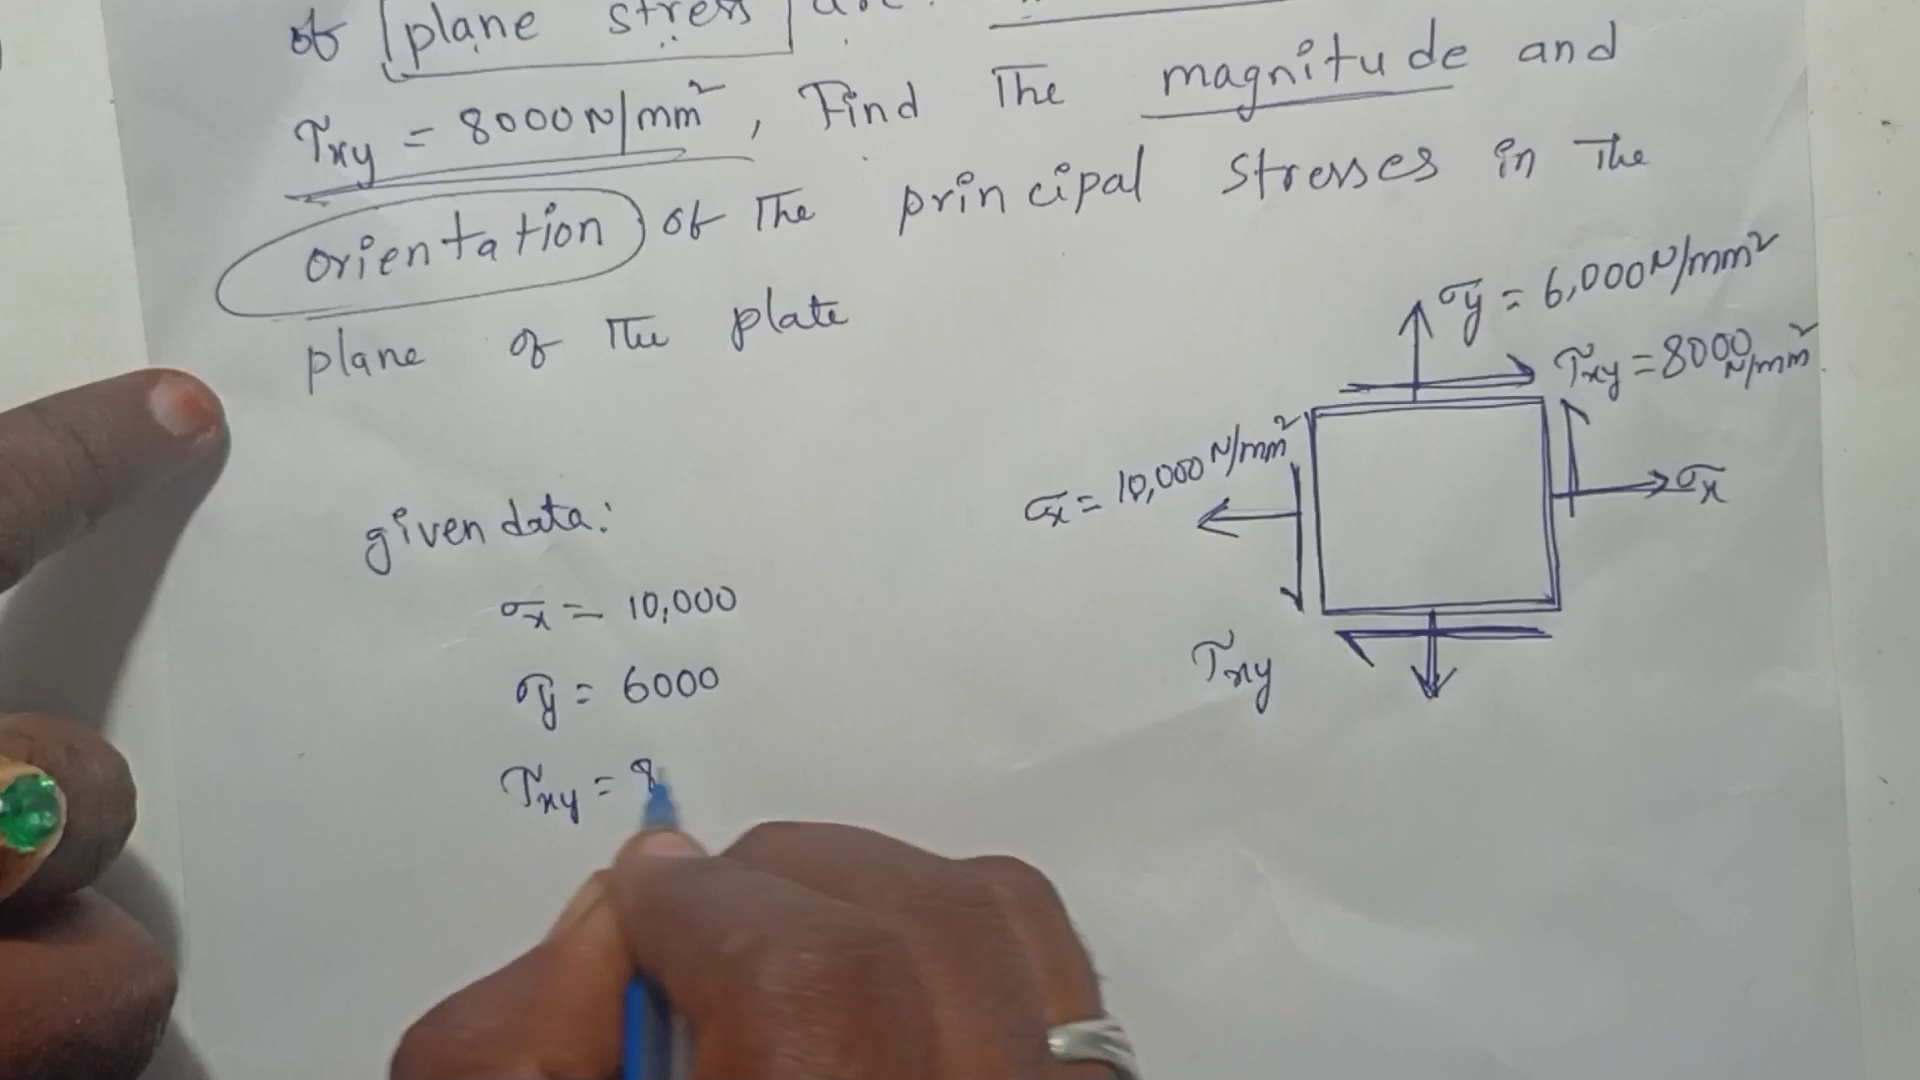 of plane stress
τxy = 8000 N/mm², Find The magnitude and
orientation of The principal stresses in The
plane of The plate
σy = 6,000 N/mm²
τxy = 8000 N/mm².
σx = 10,000 N/mm²
σx
τxy
given data:
σx = 10,000
σy = 6000
τxy = 8